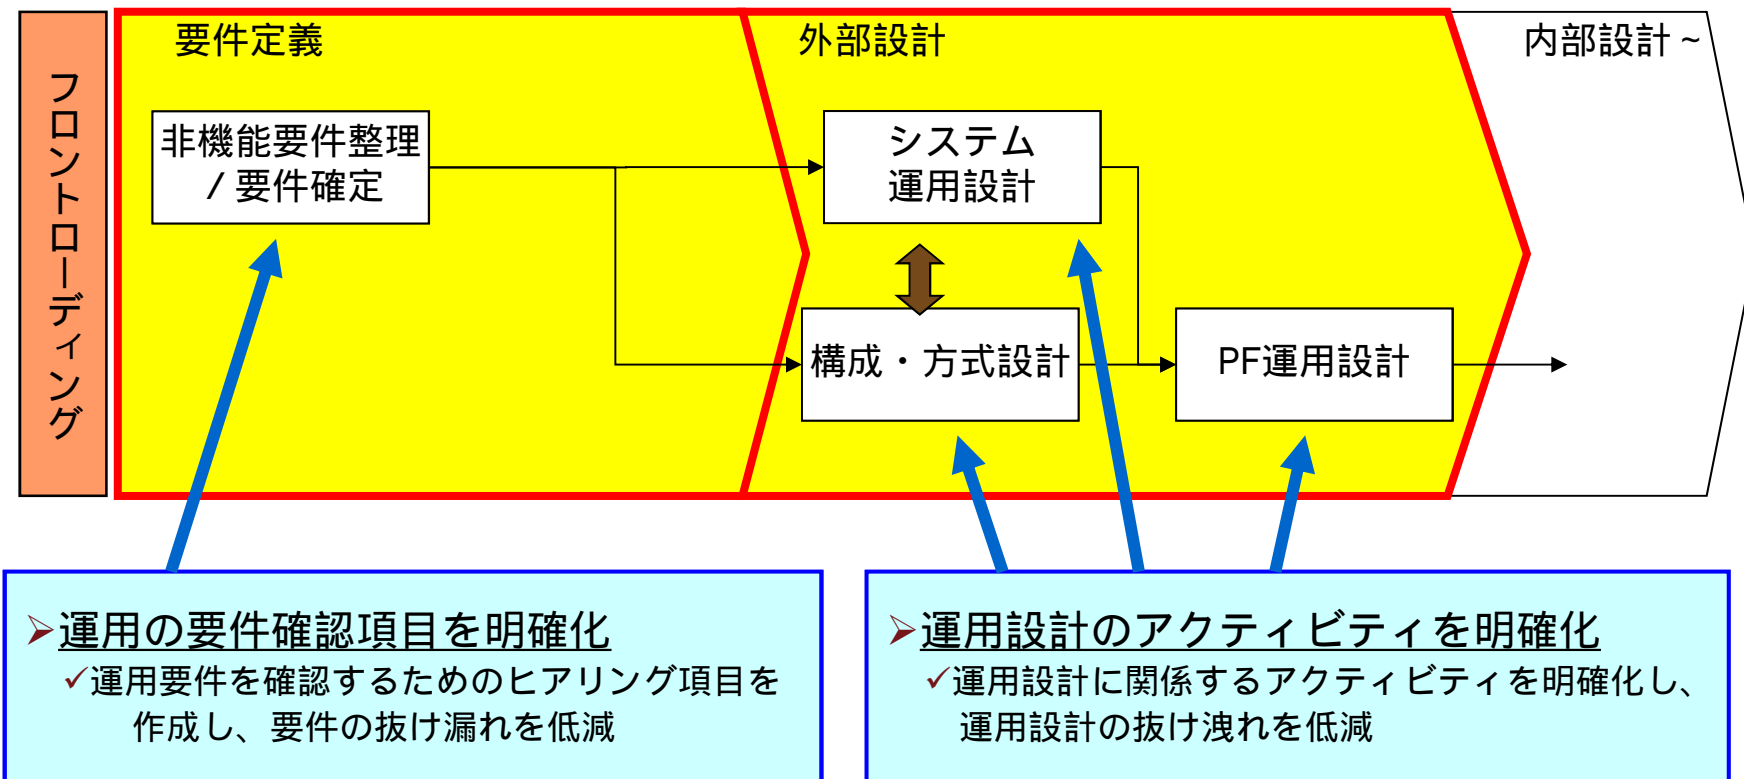 フロントローディング
要件定義
外部設計
内部設計 ~
非機能要件整理
/ 要件確定
システム
運用設計
構成・方式設計
PF運用設計
➢運用の要件確認項目を明確化
✓運用要件を確認するためのヒアリング項目を
作成し、要件の抜け漏れを低減
➢運用設計のアクティビティを明確化
✓運用設計に関係するアクティビティを明確化し、
運用設計の抜け洩れを低減